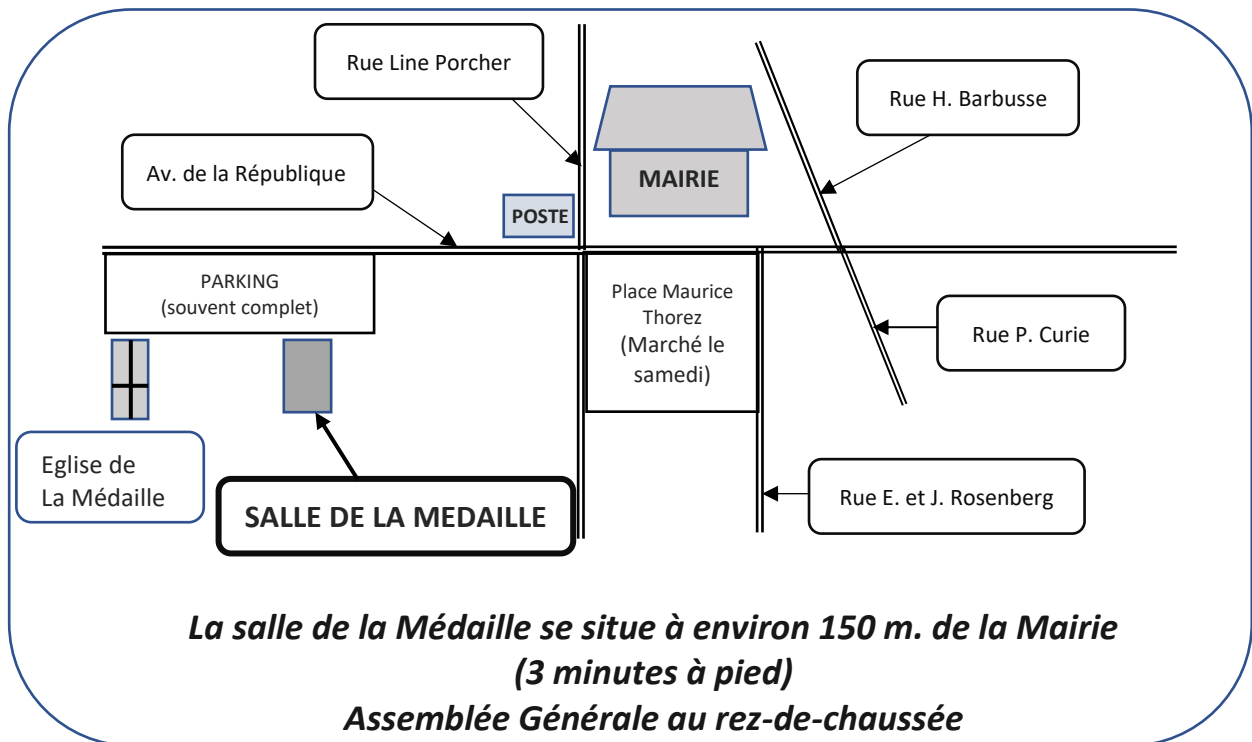 Rue Line Porcher
Rue H. Barbusse
Av. de la République
MAIRIE
POSTE
PARKING
(souvent complet)
Place Maurice
Thorez
(Marché le
samedi)
Rue P. Curie
Eglise de
La Médaille
SALLE DE LA MEDAILLE
Rue E. et J. Rosenberg
La salle de la Médaille se situe à environ 150 m. de la Mairie
(3 minutes à pied)
Assemblée Générale au rez-de-chaussée